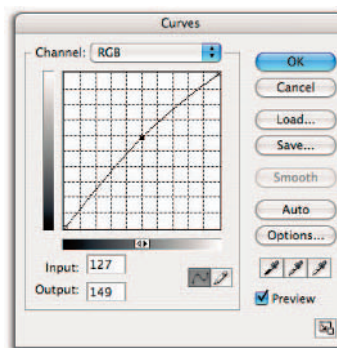 Curves
Channel: RGB
OK
Cancel
Load...
Save...
Smooth
Auto
Options...
Input: 127
Output: 149
Preview